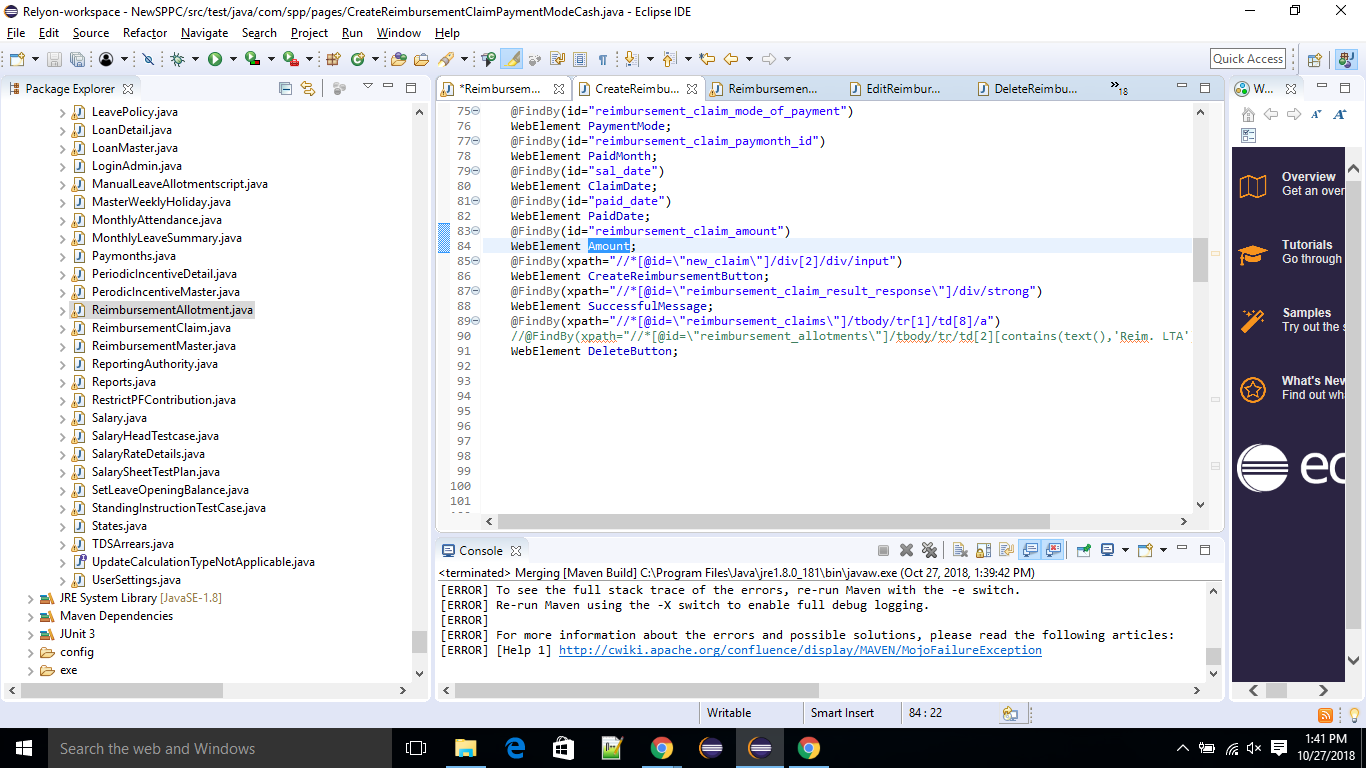 Relyon-workspace - NewSPPC/src/test/java/com/spp/pages/CreateReimbursementClaimPaymentModeCash.java - Eclipse IDE
File Edit Source Refactor Navigate Search Project Run Window Help
Quick Access
Package Explorer
LeavePolicy.java
LoanDetail.java
LoanMaster.java
LoginAdmin.java
ManualLeaveAllotmentscript.java
MasterWeeklyHoliday.java
MonthlyAttendance.java
MonthlyLeaveSummary.java
Paymonths.java
PeriodicIncentiveDetail.java
PerodicIncentiveMaster.java
ReimbursementAllotment.java
ReimbursementClaim.java
ReimbursementMaster.java
ReportingAuthority.java
Reports.java
RestrictPFContribution.java
Salary.java
SalaryHeadTestcase.java
SalaryRateDetails.java
SalarySheetTestPlan.java
SetLeaveOpeningBalance.java
StandingInstructionTestCase.java
States.java
TDSArrears.java
UpdateCalculationTypeNotApplicable.java
UserSettings.java
JRE System Library [JavaSE-1.8]
Maven Dependencies
JUnit 3
config
exe
*Reimbursem... CreateReimbu... Reimbursemen... EditReimbur... DeleteReimbu... »18
75 @FindBy(id="reimbursement_claim_mode_of_payment")
76 WebElement PaymentMode;
77 @FindBy(id="reimbursement_claim_paymonth_id")
78 WebElement PaidMonth;
79 @FindBy(id="sal_date")
80 WebElement ClaimDate;
81 @FindBy(id="paid_date")
82 WebElement PaidDate;
83 @FindBy(id="reimbursement_claim_amount")
84 WebElement Amount;
85 @FindBy(xpath="//*[@id=\"new_claim\"]/div[2]/div/input")
86 WebElement CreateReimbursementButton;
87 @FindBy(xpath="//*[@id=\"reimbursement_claim_result_response\"]/div/strong")
88 WebElement SuccessfulMessage;
89 @FindBy(xpath="//*[@id=\"reimbursement_claims\"]/tbody/tr[1]/td[8]/a")
90 //@FindBy(xpath="//*[@id=\"reimbursement_allotments\"]/tbody/tr/td[2][contains(text(),'Reim. LTA'
91 WebElement DeleteButton;
92
93
94
95
96
97
98
99
100
101
W...
Overview
Get an over
Tutorials
Go through
Samples
Try out the s
What's New
Find out wh
ec
Console
<terminated> Merging [Maven Build] C:\Program Files\Java\jre1.8.0_181\bin\javaw.exe (Oct 27, 2018, 1:39:42 PM)
[ERROR] To see the full stack trace of the errors, re-run Maven with the -e switch.
[ERROR] Re-run Maven using the -X switch to enable full debug logging.
[ERROR]
[ERROR] For more information about the errors and possible solutions, please read the following articles:
[ERROR] [Help 1] http://cwiki.apache.org/confluence/display/MAVEN/MojoFailureException
Writable Smart Insert 84 : 22
Search the web and Windows
1:41 PM
10/27/2018